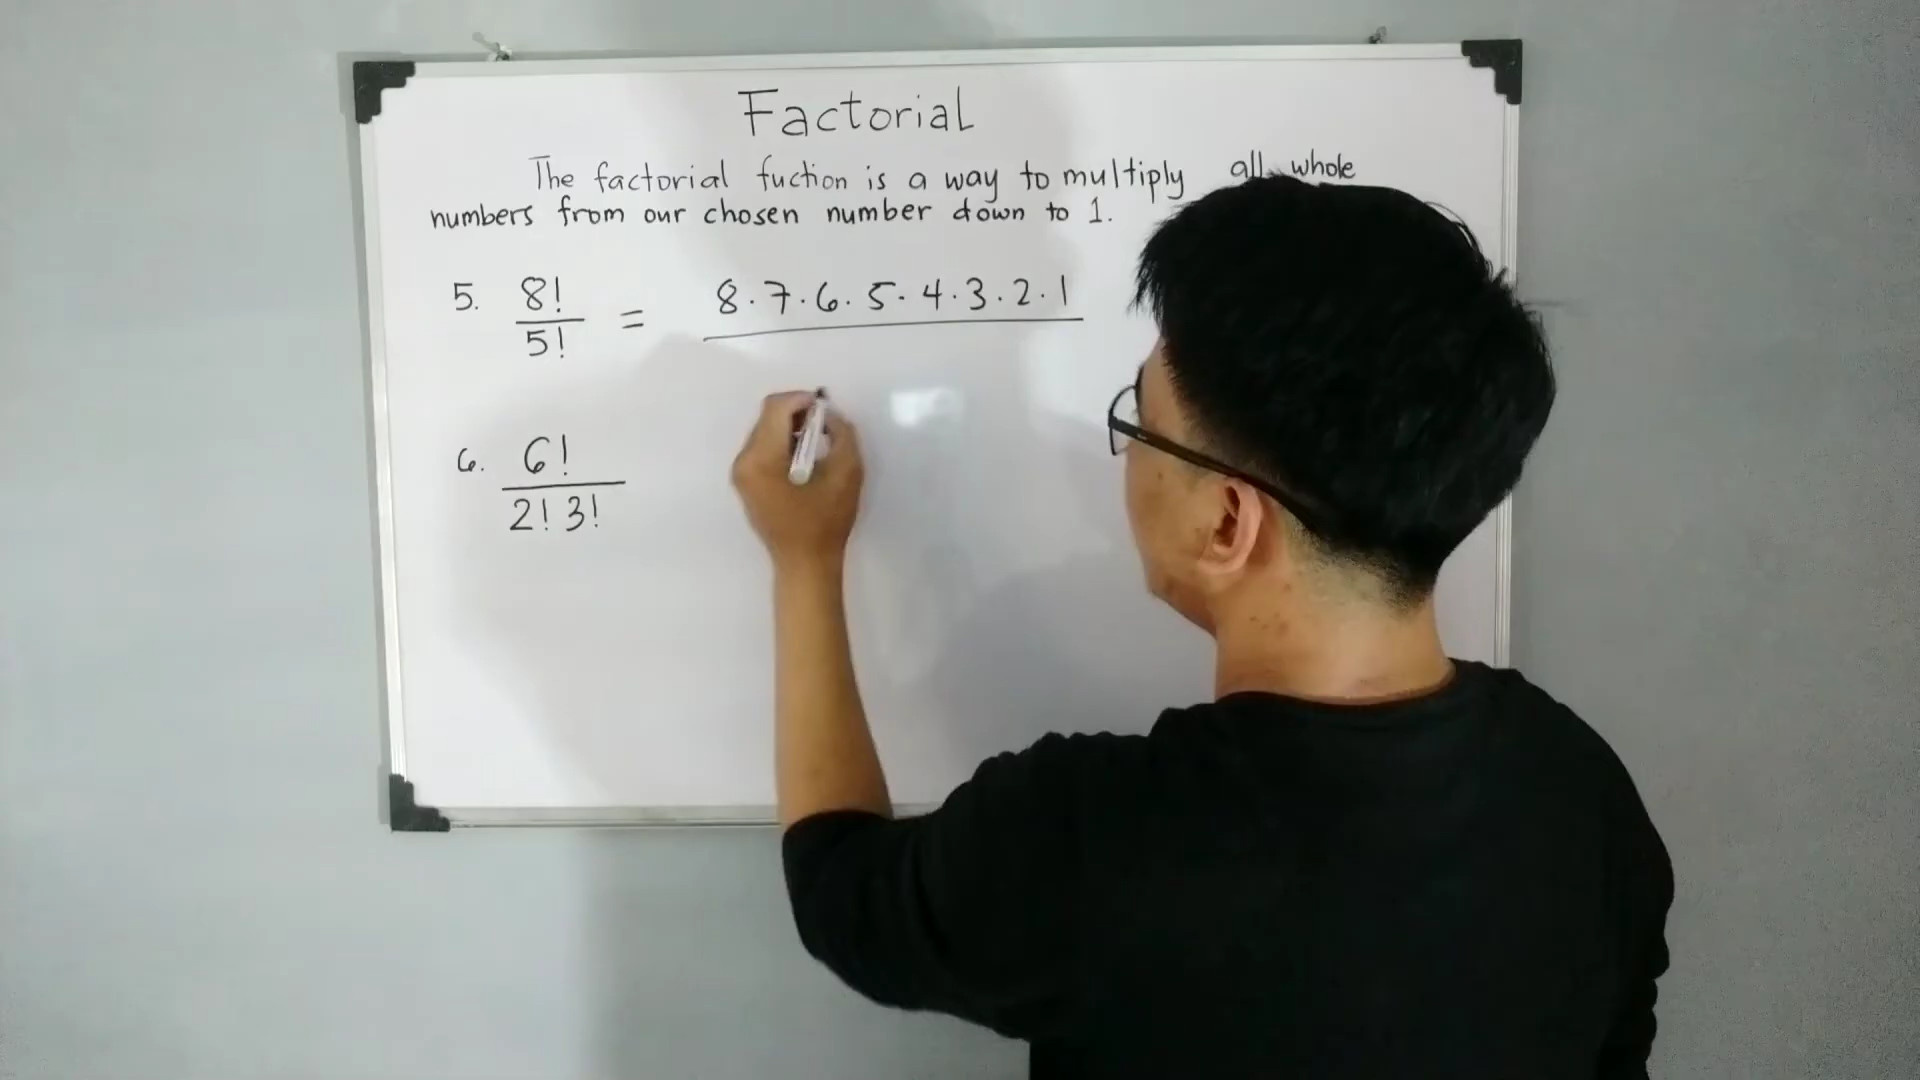 Factorial
The factorial fuction is a way to multiply all whole
numbers from our chosen number down to 1.
5. 8!/5! = 8·7·6·5·4·3·2·1
6. 6!/2!3!